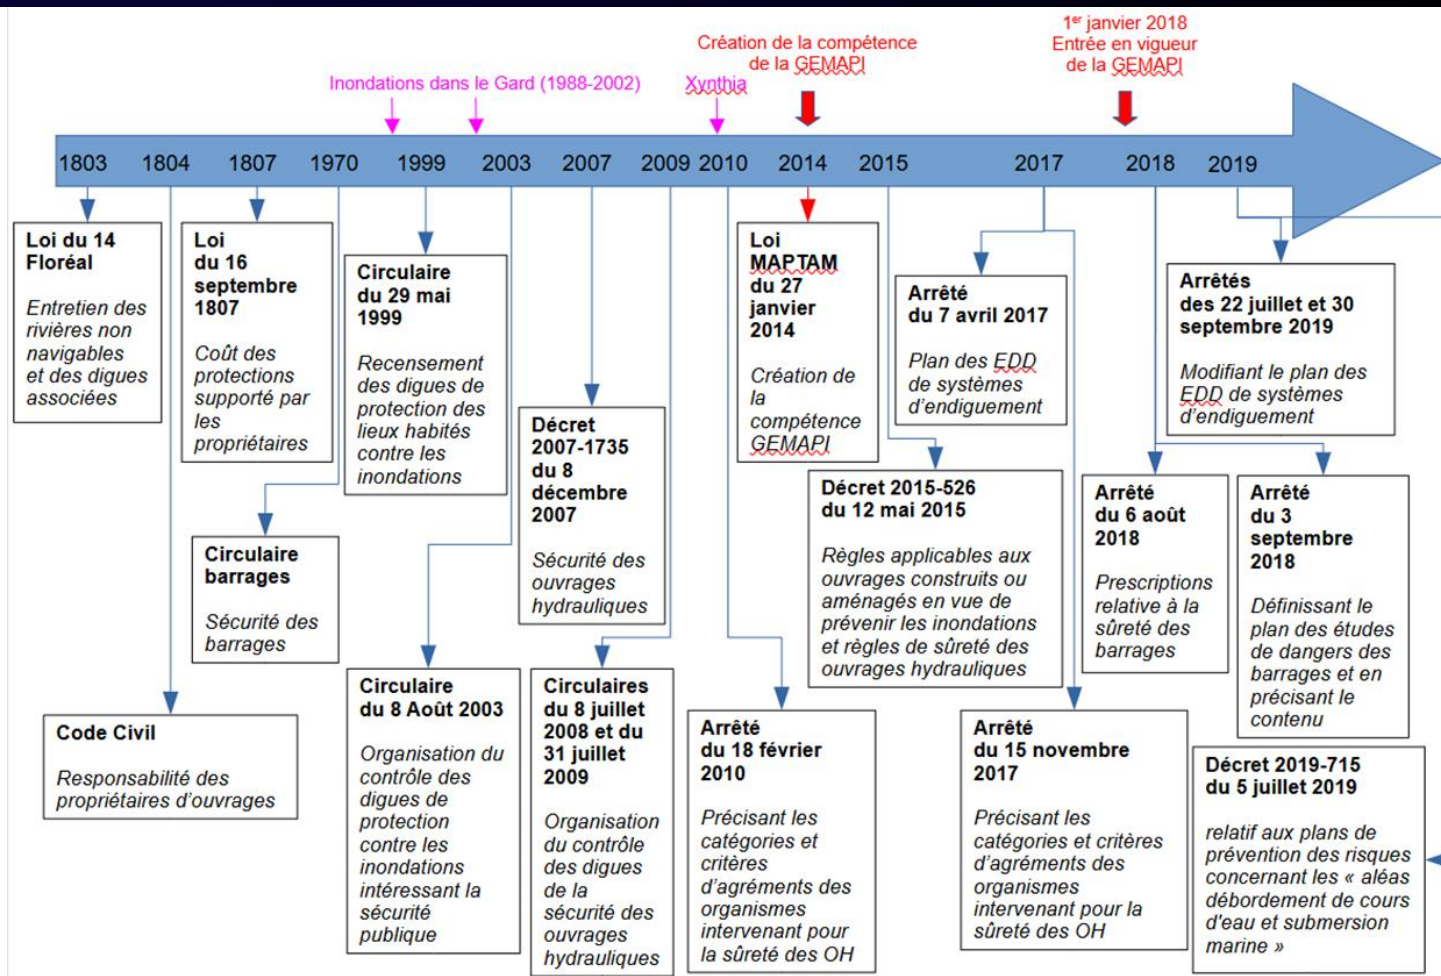 1er janvier 2018
Entrée en vigueur
de la GEMAPI
Création de la compétence
de la GEMAPI
Inondations dans le Gard (1988-2002)
Xynthia
1803 1804 1807 1970 1999 2003 2007 2009 2010 2014 2015 2017 2018 2019
Loi du 14
Floréal
Entretien des
rivières non
navigables
et des digues
associées
Loi
du 16
septembre
1807
Coût des
protections
supporté par
les
propriétaires
Circulaire
du 29 mai
1999
Recensement
des digues de
protection des
lieux habités
contre les
inondations
Loi
MAPTAM
du 27
janvier
2014
Création de
la
compétence
GEMAPI
Arrêté
du 7 avril 2017
Plan des EDD
de systèmes
d'endiguement
Arrêtés
des 22 juillet et 30
septembre 2019
Modifiant le plan des
EDD de systèmes
d'endiguement
Décret
2007-1735
du 8
décembre
2007
Sécurité des
ouvrages
hydrauliques
Décret 2015-526
du 12 mai 2015
Règles applicables aux
ouvrages construits ou
aménagés en vue de
prévenir les inondations
et règles de sûreté des
ouvrages hydrauliques
Arrêté
du 6 août
2018
Prescriptions
relative à la
sûreté des
barrages
Arrêté
du 3
septembre
2018
Définissant le
plan des études
de dangers des
barrages et en
précisant le
contenu
Circulaire
barrages
Sécurité des
barrages
Code Civil
Responsabilité des
propriétaires d'ouvrages
Circulaire
du 8 Août 2003
Organisation du
contrôle des
digues de
protection
contre les
inondations
intéressant la
sécurité
publique
Circulaires
du 8 juillet
2008 et du
31 juillet
2009
Organisation
du contrôle
des digues
de la
sécurité des
ouvrages
hydrauliques
Arrêté
du 18 février
2010
Précisant les
catégories et
critères
d'agréments des
organismes
intervenant pour
la sûreté des OH
Arrêté
du 15 novembre
2017
Précisant les
catégories et critères
d'agréments des
organismes
intervenant pour la
sûreté des OH
Décret 2019-715
du 5 juillet 2019
relatif aux plans de
prévention des risques
concernant les « aléas
débordement de cours
d'eau et submersion
marine »